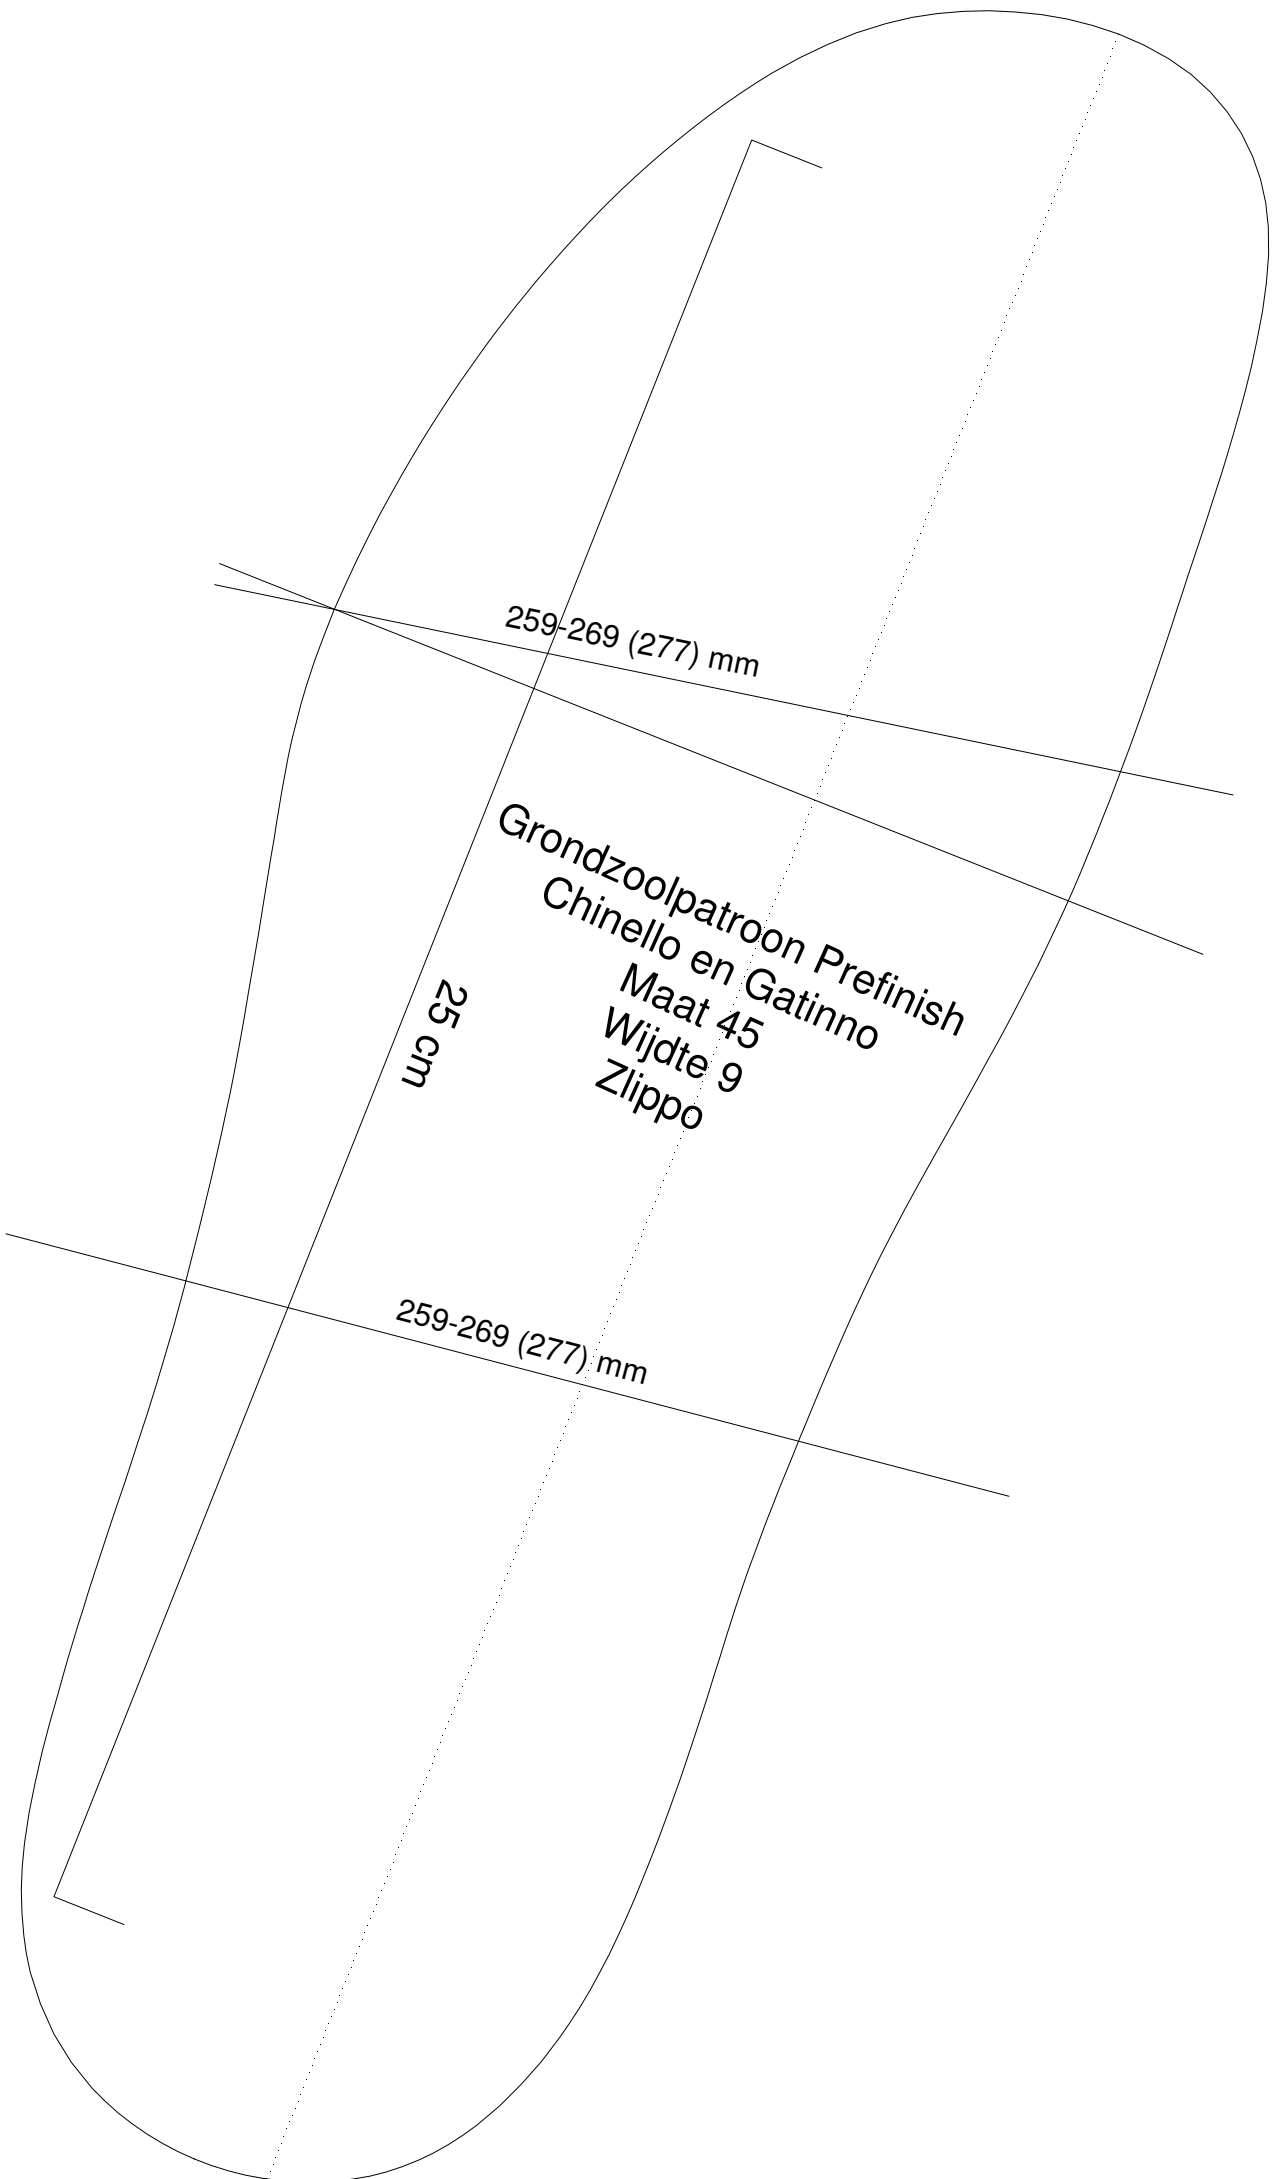 259-269 (277) mm
Grondzoolpatroon Prefinish
Chinello en Gatinno
Maat 45
Wijdte 9
Zlippo
25 cm
259-269 (277) mm